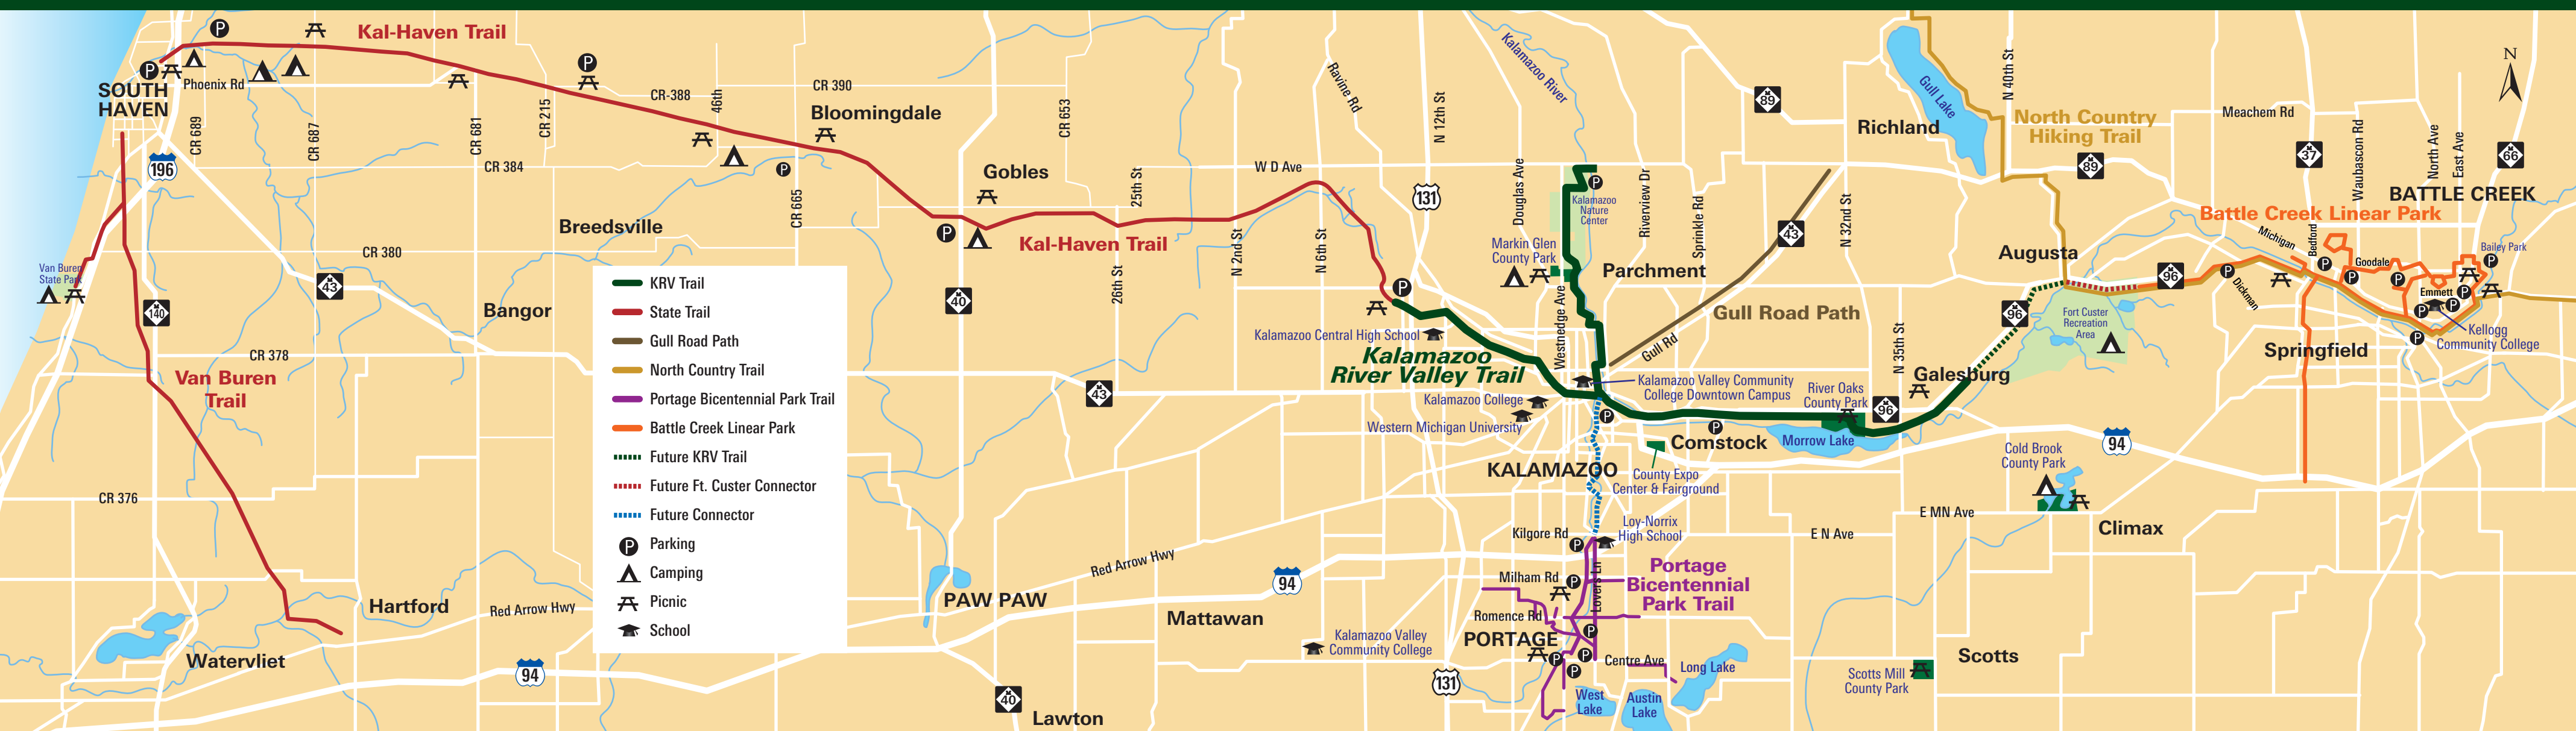 Kal-Haven Trail
SOUTH
HAVEN
Phoenix Rd
CR 689
CR 687
CR 681
CR 215
CR-388
46th
CR 390
Bloomingdale
CR 653
196
CR 384
CR 665
Gobles
25th St
W D Ave
Breedsville
Kal-Haven Trail
CR 380
26th St
N 2nd St
N 6th St
Van Buren
State Park
M
43
M
140
Bangor
M
40
CR 378
Van Buren
Trail
M
43
CR 376
Hartford
Red Arrow Hwy
Watervliet
94
PAW PAW
Red Arrow Hwy
94
Mattawan
M
40
Lawton
KRV Trail
State Trail
Gull Road Path
North Country Trail
Portage Bicentennial Park Trail
Battle Creek Linear Park
Future KRV Trail
Future Ft. Custer Connector
Future Connector
P
Parking
Camping
Picnic
School
Ravine Rd
N 12th St
131
Kalamazoo River
Douglas Ave
Kalamazoo
Nature
Center
Riverview Dr
Sprinkle Rd
M
89
M
43
N 32nd St
Markin Glen
County Park
Parchment
Westnedge Ave
Gull Road Path
Gull Rd
Kalamazoo Central High School
Kalamazoo
River Valley Trail
Kalamazoo Valley Community
College Downtown Campus
Kalamazoo College
Western Michigan University
River Oaks
County Park
N 35th St
M
96
Galesburg
Comstock
Morrow Lake
KALAMAZOO
County Expo
Center & Fairground
Loy-Norrix
High School
Kilgore Rd
E N Ave
E MN Ave
Milham Rd
Lovers Ln
Portage
Bicentennial
Park Trail
Romence Rd
PORTAGE
Kalamazoo Valley
Community College
131
Centre Ave
Long Lake
West
Lake
Austin
Lake
Scotts Mill
County Park
Scotts
Climax
Cold Brook
County Park
94
Richland
Gull Lake
N 40th St
North Country
Hiking Trail
M
89
Augusta
M
96
Fort Custer
Recreation
Area
M
96
Meachem Rd
M
37
Waubascon Rd
North Ave
East Ave
M
66
N
BATTLE CREEK
Battle Creek Linear Park
Michigan
Bedford
Goodale
Bailey Park
Dickman
Emmett
Kellogg
Community College
Springfield